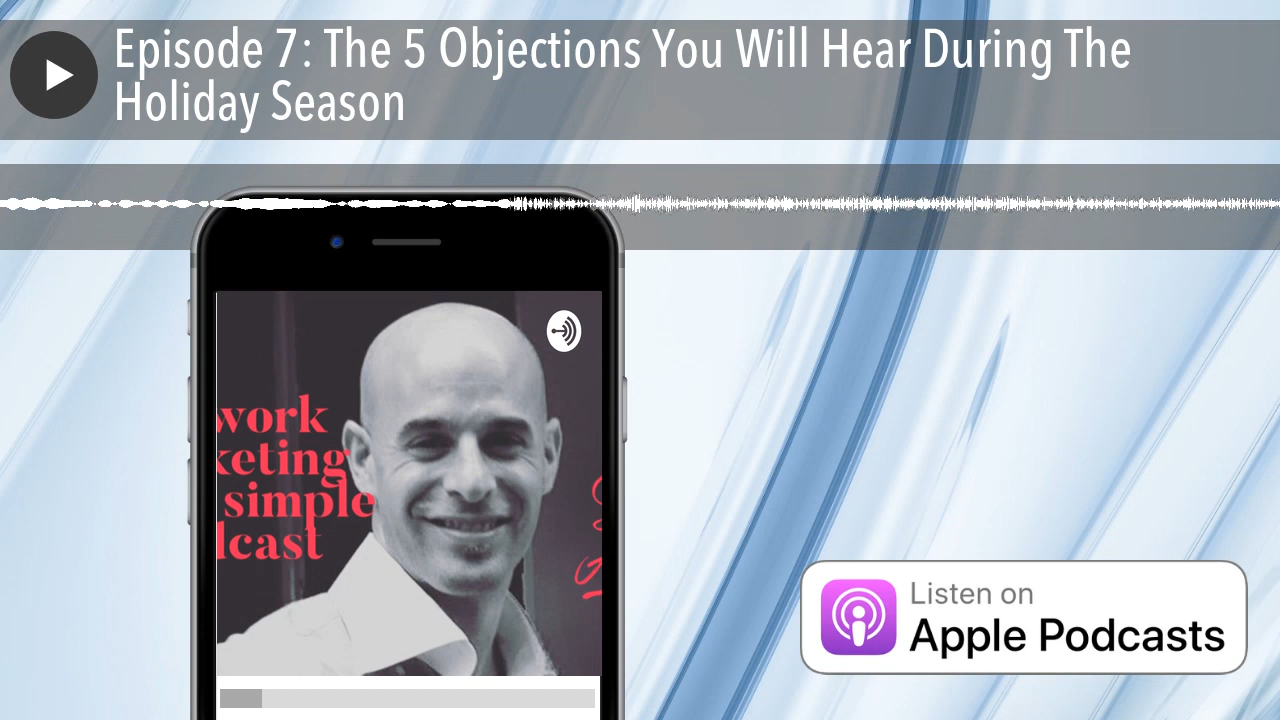 Episode 7: The 5 Objections You Will Hear During The
Holiday Season
work
keting
simple
dcast
Listen on
Apple Podcasts